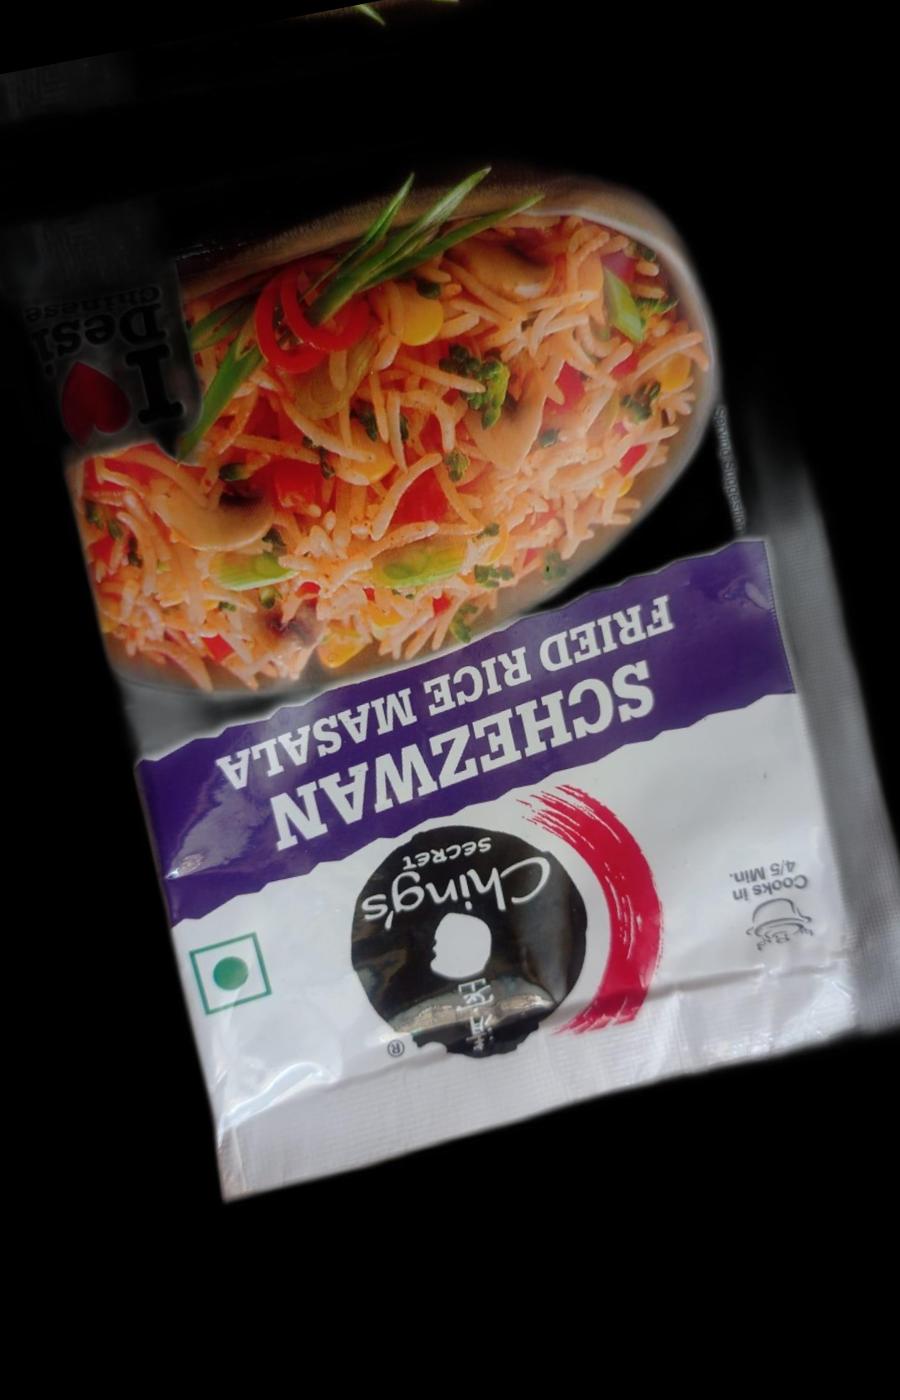 ®
Ching's
SECRET
Cooks in
4/5 Min.
SCHEZWAN
FRIED RICE MASALA
I
Desi
Chinese